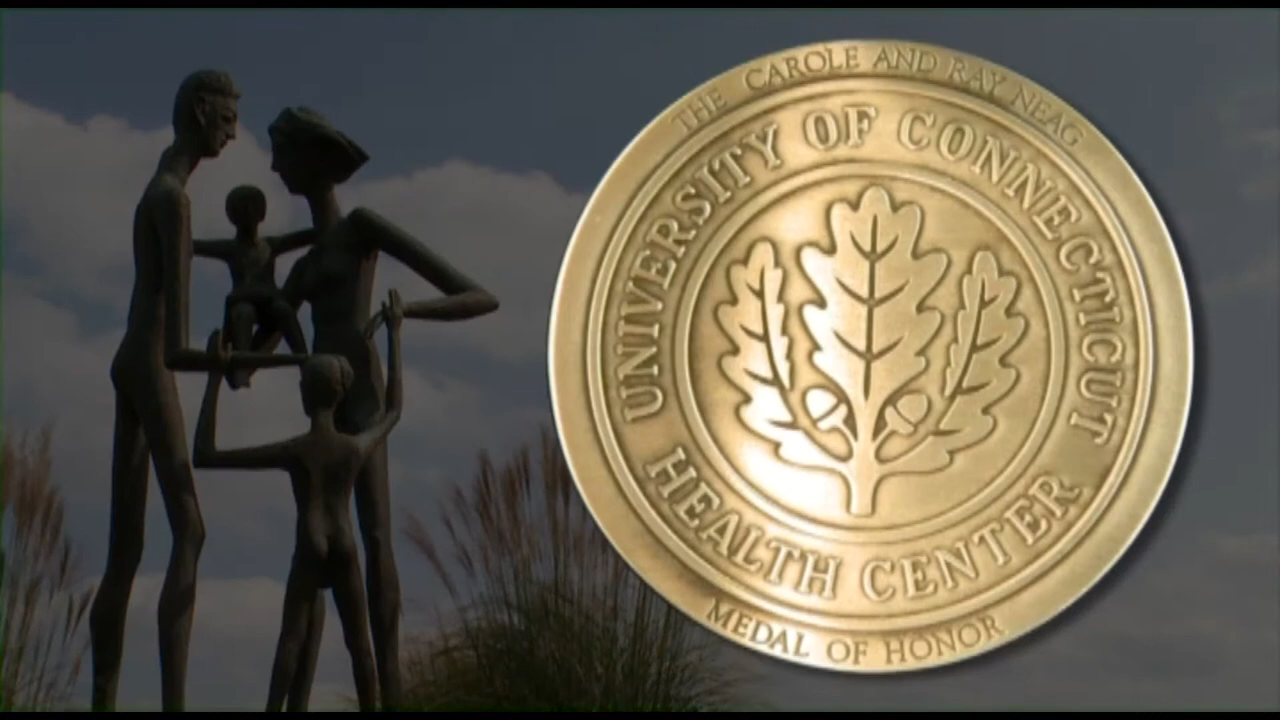 THE CAROLE AND RAY NEAG
UNIVERSITY OF CONNECTICUT
HEALTH CENTER
MEDAL OF HONOR